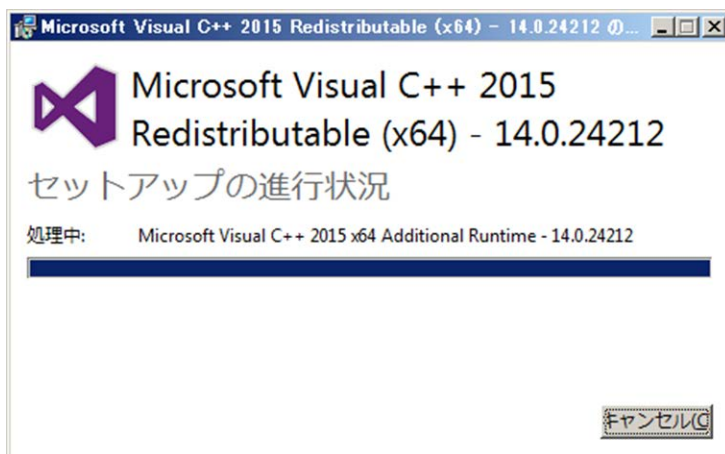 Microsoft Visual C++ 2015 Redistributable (x64) - 14.0.24212 の...
Microsoft Visual C++ 2015
Redistributable (x64) - 14.0.24212
セットアップの進行状況
処理中: Microsoft Visual C++ 2015 x64 Additional Runtime - 14.0.24212
キャンセル(C